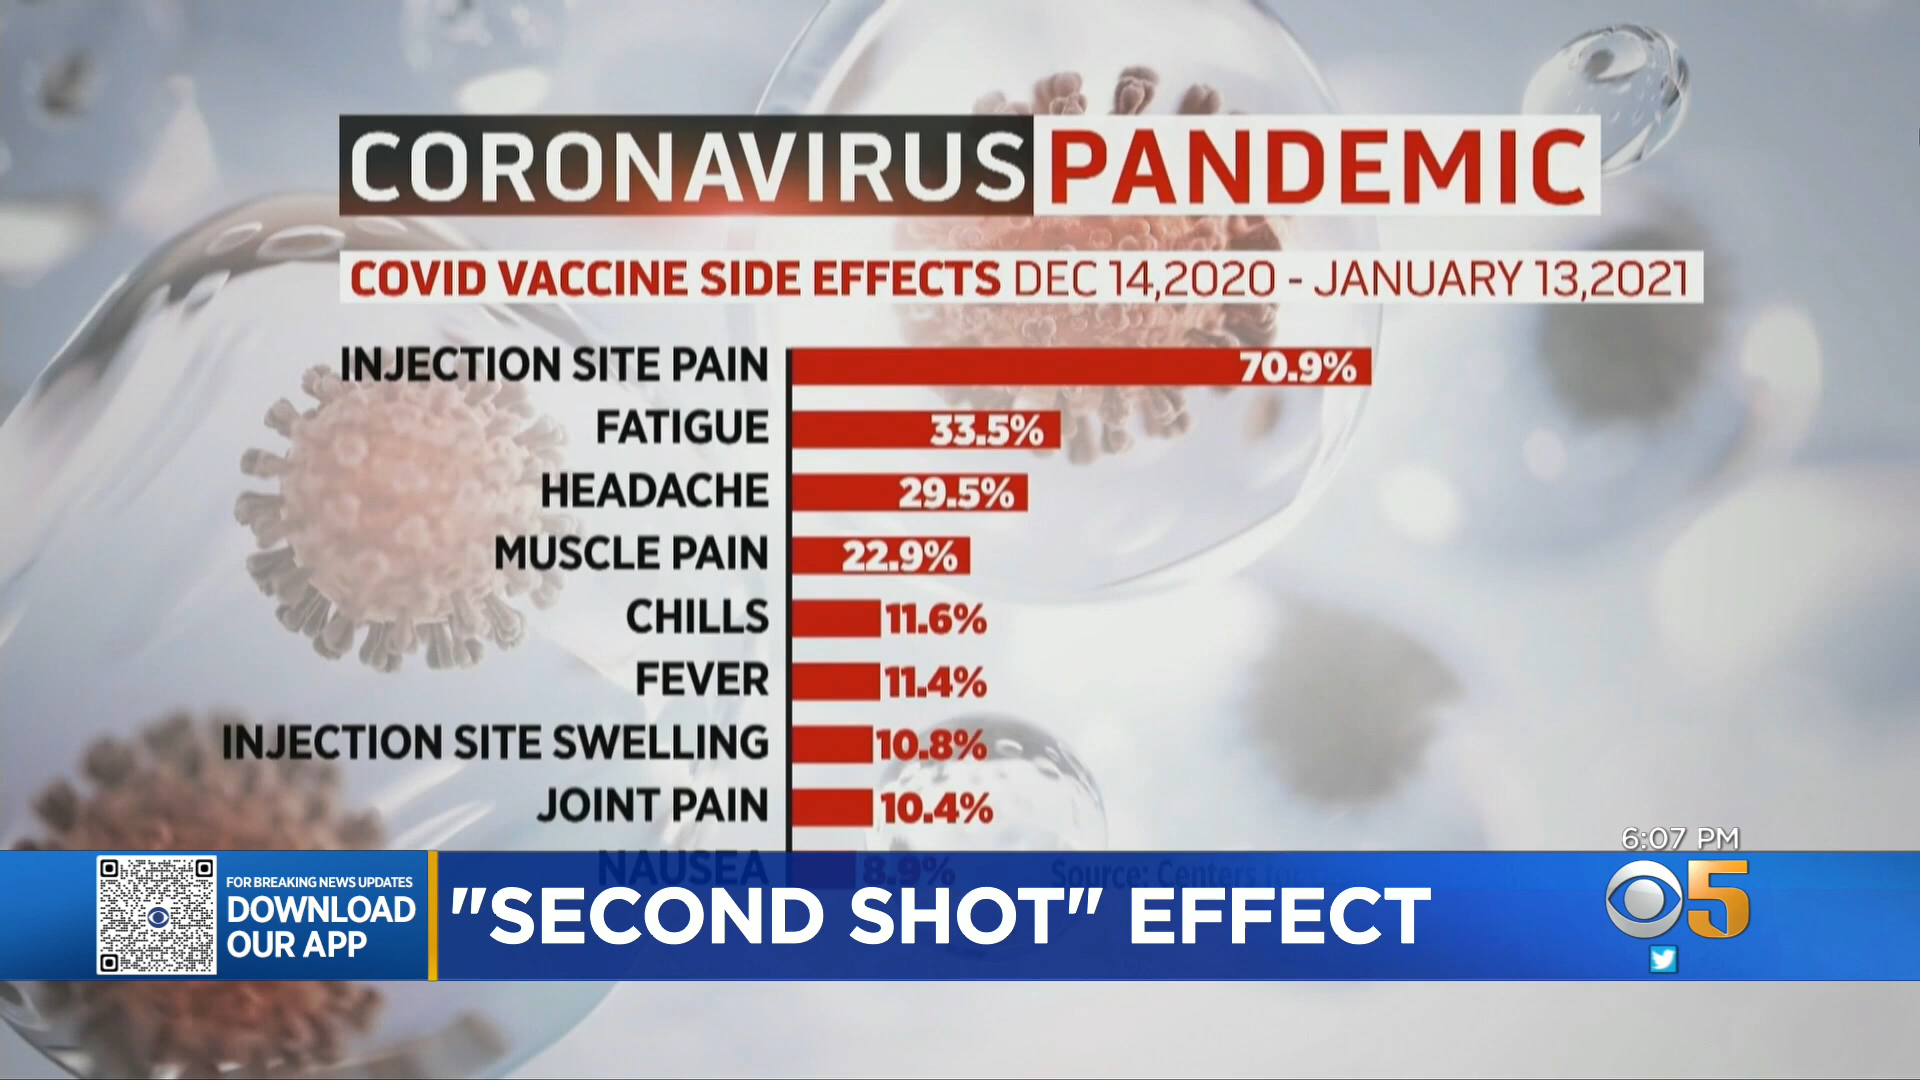 CORONAVIRUS PANDEMIC
COVID VACCINE SIDE EFFECTS DEC 14,2020 - JANUARY 13,2021
INJECTION SITE PAIN 70.9%
FATIGUE 33.5%
HEADACHE 29.5%
MUSCLE PAIN 22.9%
CHILLS 11.6%
FEVER 11.4%
INJECTION SITE SWELLING 10.8%
JOINT PAIN 10.4%
NAUSEA 8.9% Source: Centers for
6:07 PM
FOR BREAKING NEWS UPDATES
DOWNLOAD
OUR APP
"SECOND SHOT" EFFECT
5